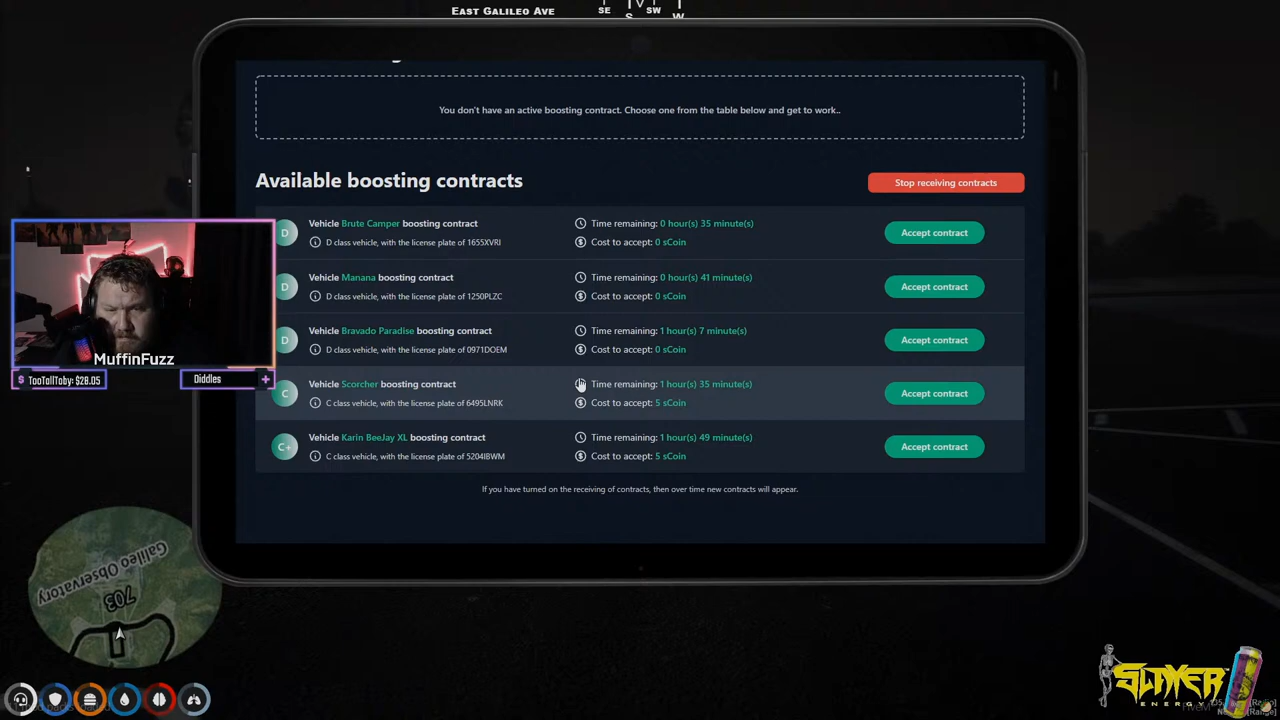 EAST GALILEO AVE
SE
SW
S
W
You don't have an active boosting contract. Choose one from the table below and get to work..
Available boosting contracts
Stop receiving contracts
D
Vehicle Brute Camper boosting contract
D class vehicle, with the license plate of 1655XVRI
Time remaining: 0 hour(s) 35 minute(s)
Cost to accept: 0 sCoin
Accept contract
D
Vehicle Manana boosting contract
D class vehicle, with the license plate of 1250PLZC
Time remaining: 0 hour(s) 41 minute(s)
Cost to accept: 0 sCoin
Accept contract
D
Vehicle Bravado Paradise boosting contract
D class vehicle, with the license plate of 0971DOEM
Time remaining: 1 hour(s) 7 minute(s)
Cost to accept: 0 sCoin
Accept contract
C
Vehicle Scorcher boosting contract
C class vehicle, with the license plate of 6495LNRK
Time remaining: 1 hour(s) 35 minute(s)
Cost to accept: 5 sCoin
Accept contract
C+
Vehicle Karin BeeJay XL boosting contract
C class vehicle, with the license plate of 5204IBWM
Time remaining: 1 hour(s) 49 minute(s)
Cost to accept: 5 sCoin
Accept contract
If you have turned on the receiving of contracts, then over time new contracts will appear.
MuffinFuzz
TooTallToby: $28.05
Diddles
+
Galileo Observatory
703
SLTYER
ENERGY